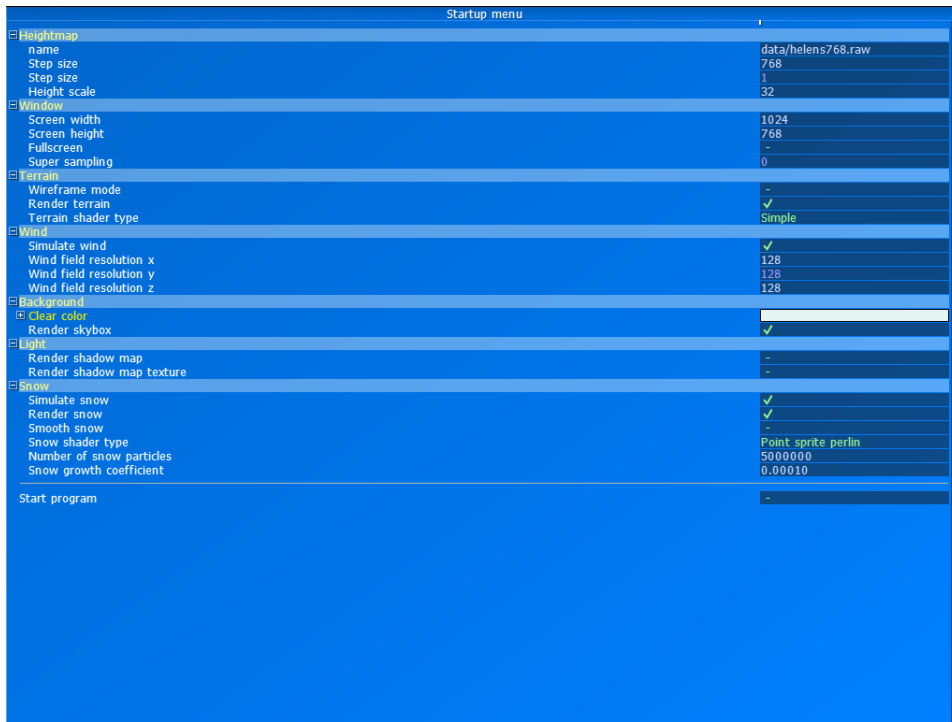 Startup menu
Heightmap
name data/helens768.raw
Step size 768
Step size 1
Height scale 32
Window
Screen width 1024
Screen height 768
Fullscreen -
Super sampling 0
Terrain
Wireframe mode -
Render terrain ✓
Terrain shader type Simple
Wind
Simulate wind ✓
Wind field resolution x 128
Wind field resolution y 128
Wind field resolution z 128
Background
Clear color
Render skybox ✓
Light
Render shadow map -
Render shadow map texture -
Snow
Simulate snow ✓
Render snow ✓
Smooth snow -
Snow shader type Point sprite perlin
Number of snow particles 5000000
Snow growth coefficient 0.00010
Start program -